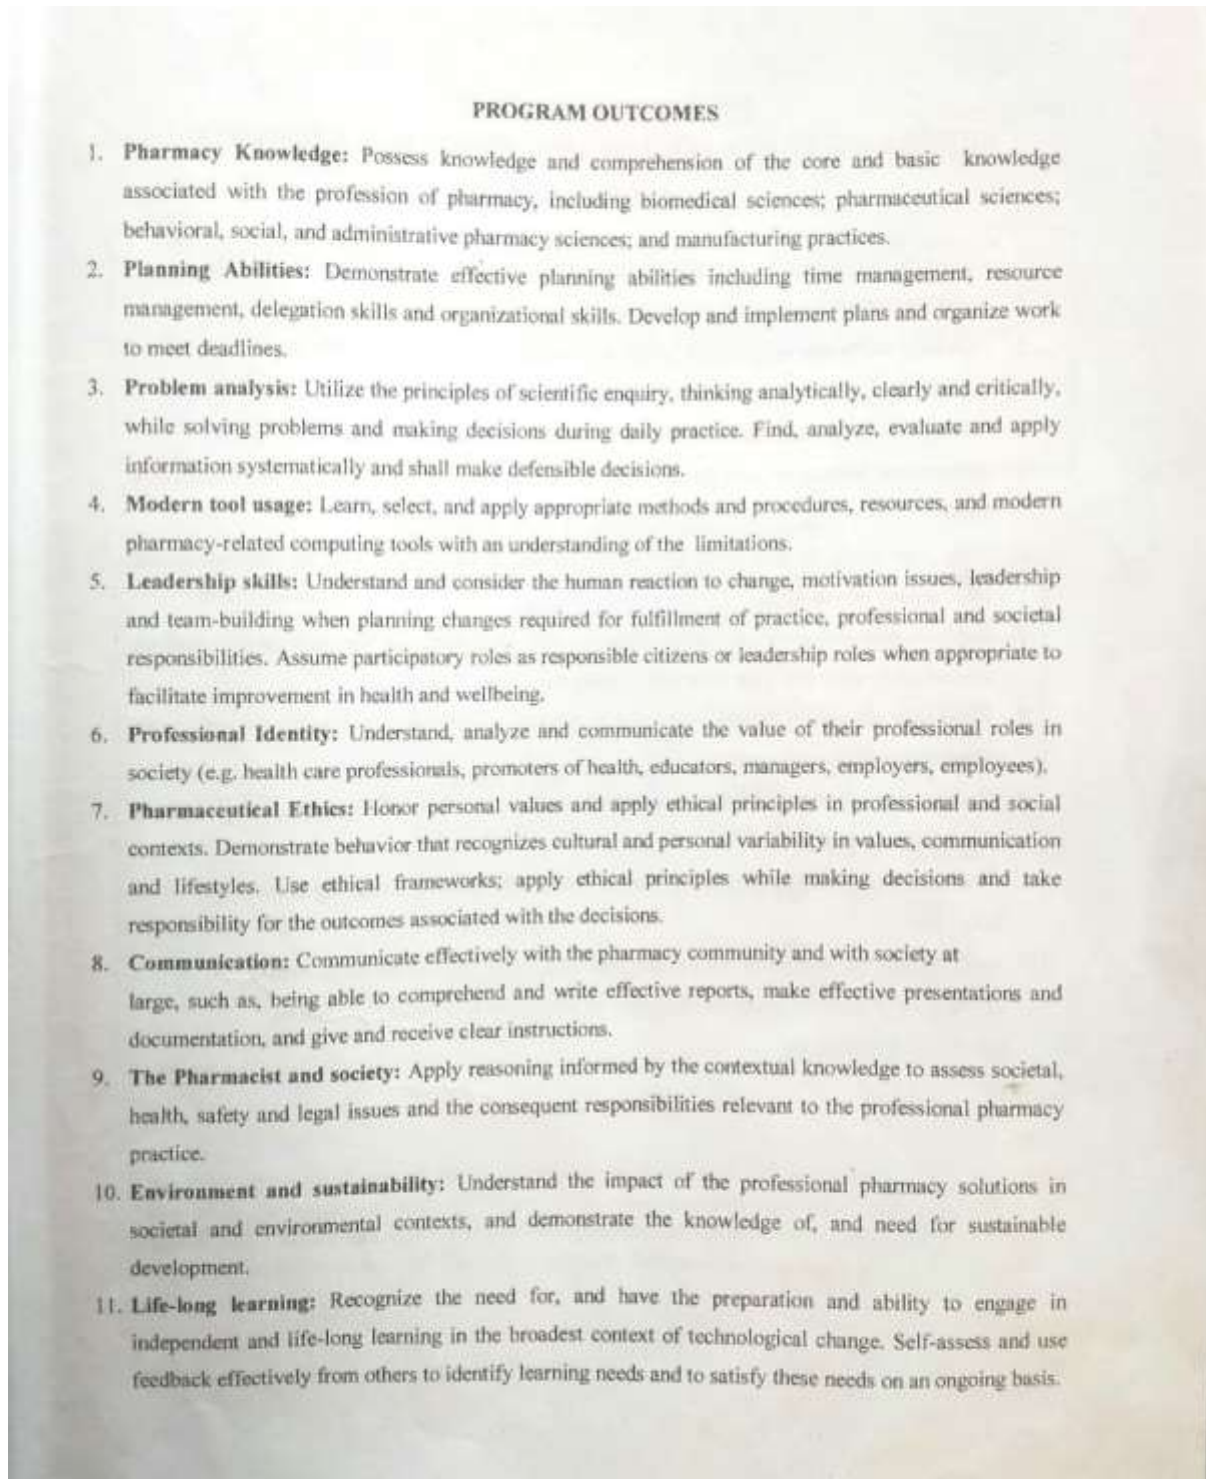 PROGRAM OUTCOMES
1. Pharmacy Knowledge: Possess knowledge and comprehension of the core and basic knowledge
associated with the profession of pharmacy, including biomedical sciences; pharmaceutical sciences;
behavioral, social, and administrative pharmacy sciences; and manufacturing practices.
2. Planning Abilities: Demonstrate effective planning abilities including time management, resource
management, delegation skills and organizational skills. Develop and implement plans and organize work
to meet deadlines.
3. Problem analysis: Utilize the principles of scientific enquiry, thinking analytically, clearly and critically,
while solving problems and making decisions during daily practice. Find, analyze, evaluate and apply
information systematically and shall make defensible decisions.
4. Modern tool usage: Learn, select, and apply appropriate methods and procedures, resources, and modern
pharmacy-related computing tools with an understanding of the limitations.
5. Leadership skills: Understand and consider the human reaction to change, motivation issues, leadership
and team-building when planning changes required for fulfillment of practice, professional and societal
responsibilities. Assume participatory roles as responsible citizens or leadership roles when appropriate to
facilitate improvement in health and wellbeing.
6. Professional Identity: Understand, analyze and communicate the value of their professional roles in
society (e.g. health care professionals, promoters of health, educators, managers, employers, employees).
7. Pharmaceutical Ethics: Honor personal values and apply ethical principles in professional and social
contexts. Demonstrate behavior that recognizes cultural and personal variability in values, communication
and lifestyles. Use ethical frameworks; apply ethical principles while making decisions and take
responsibility for the outcomes associated with the decisions.
8. Communication: Communicate effectively with the pharmacy community and with society at
large, such as, being able to comprehend and write effective reports, make effective presentations and
documentation, and give and receive clear instructions.
9. The Pharmacist and society: Apply reasoning informed by the contextual knowledge to assess societal,
health, safety and legal issues and the consequent responsibilities relevant to the professional pharmacy
practice.
10. Environment and sustainability: Understand the impact of the professional pharmacy solutions in
societal and environmental contexts, and demonstrate the knowledge of, and need for sustainable
development.
11. Life-long learning: Recognize the need for, and have the preparation and ability to engage in
independent and life-long learning in the broadest context of technological change. Self-assess and use
feedback effectively from others to identify learning needs and to satisfy these needs on an ongoing basis.